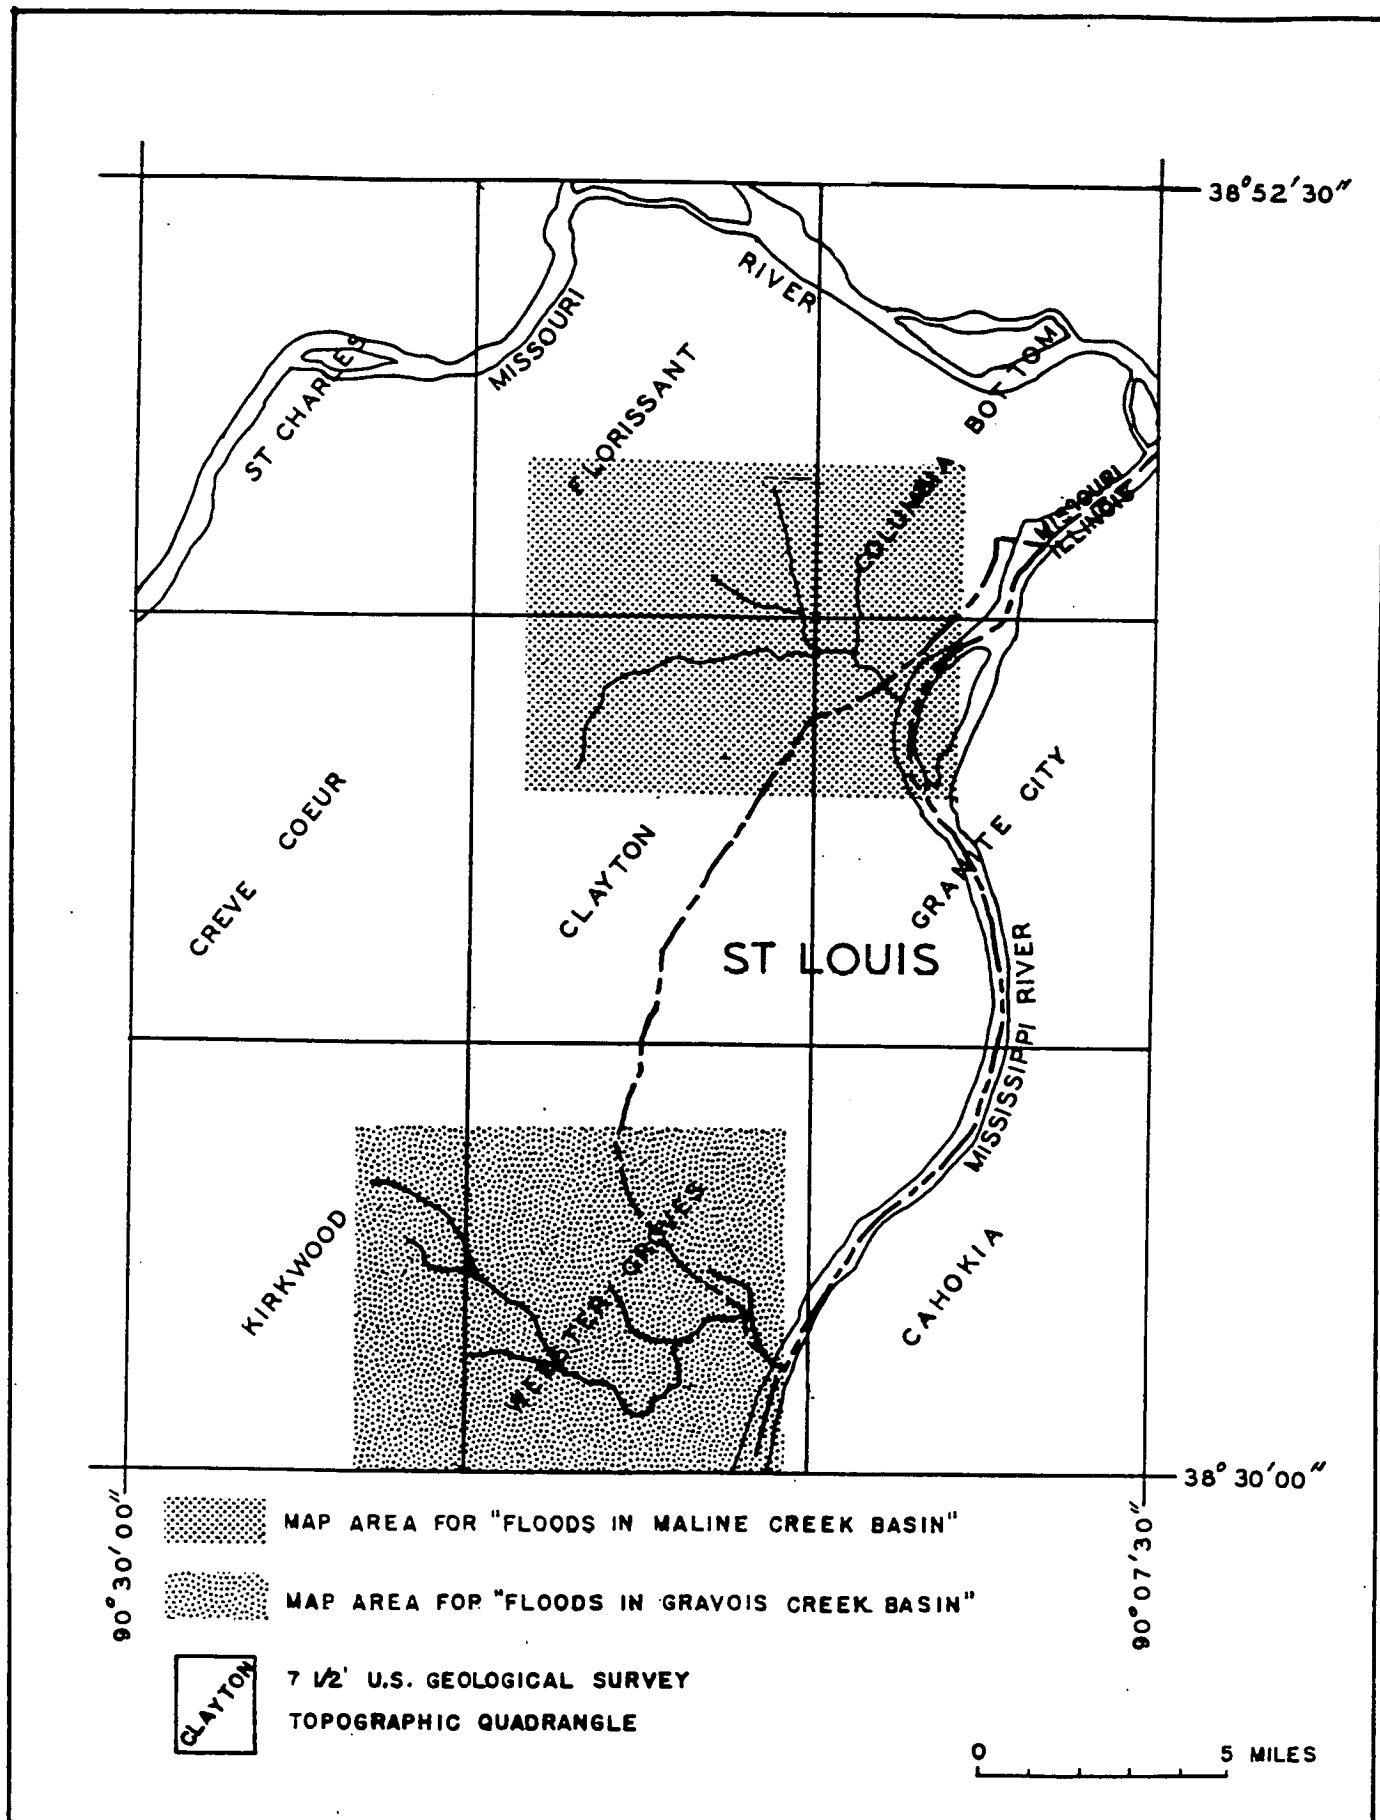 38°52'30"
RIVER
MISSOURI
ST CHARLES
FLORISSANT
COLUMBIA BOTTOM
MISSOURI
ILLINOIS
CREVE COEUR
CLAYTON
GRANITE CITY
ST LOUIS
MISSISSIPPI RIVER
KIRKWOOD
WEBSTER GROVES
CAHOKIA
38°30'00"
90°30'00"
90°07'30"
MAP AREA FOR "FLOODS IN MALINE CREEK BASIN"
MAP AREA FOR "FLOODS IN GRAVOIS CREEK BASIN"
CLAYTON
7 1/2' U.S. GEOLOGICAL SURVEY
TOPOGRAPHIC QUADRANGLE
0 5 MILES